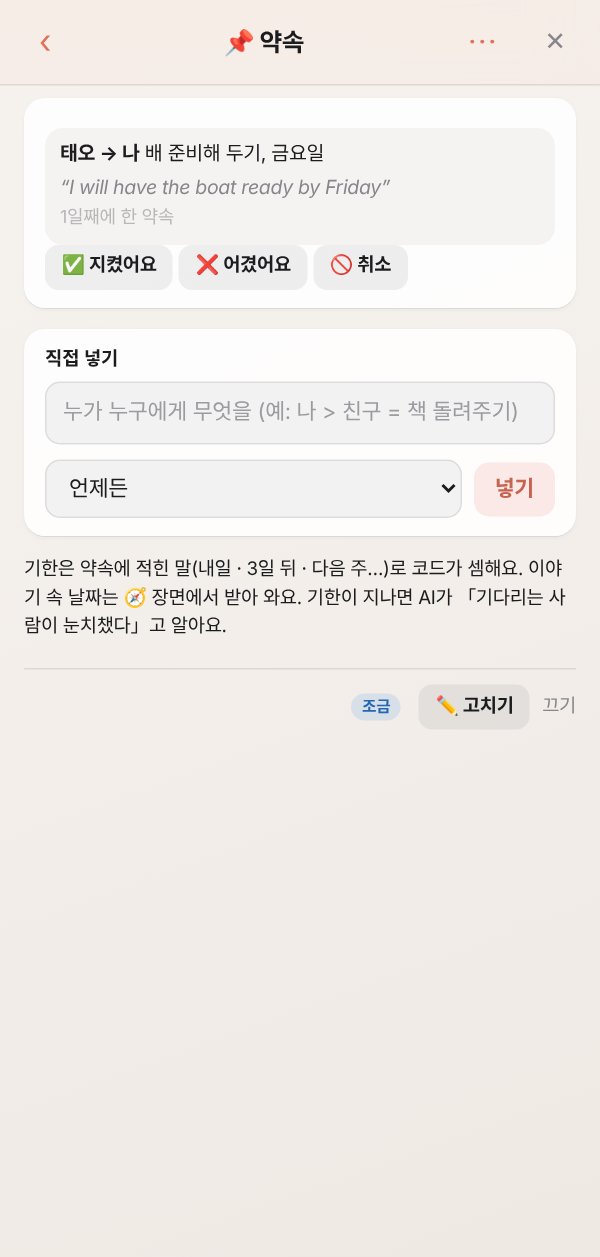 📌 약속
태오 → 나 배 준비해 두기, 금요일
“I will have the boat ready by Friday”
1일째에 한 약속
✅ 지켰어요 ❌ 어겼어요 🚫 취소
직접 넣기
누가 누구에게 무엇을 (예: 나 > 친구 = 책 돌려주기)
언제든 넣기
기한은 약속에 적힌 말(내일 · 3일 뒤 · 다음 주…)로 코드가 셈해요. 이야
기 속 날짜는 🧭 장면에서 받아 와요. 기한이 지나면 AI가 「기다리는 사
람이 눈치챘다」고 알아요.
조금 ✏️ 고치기 끄기